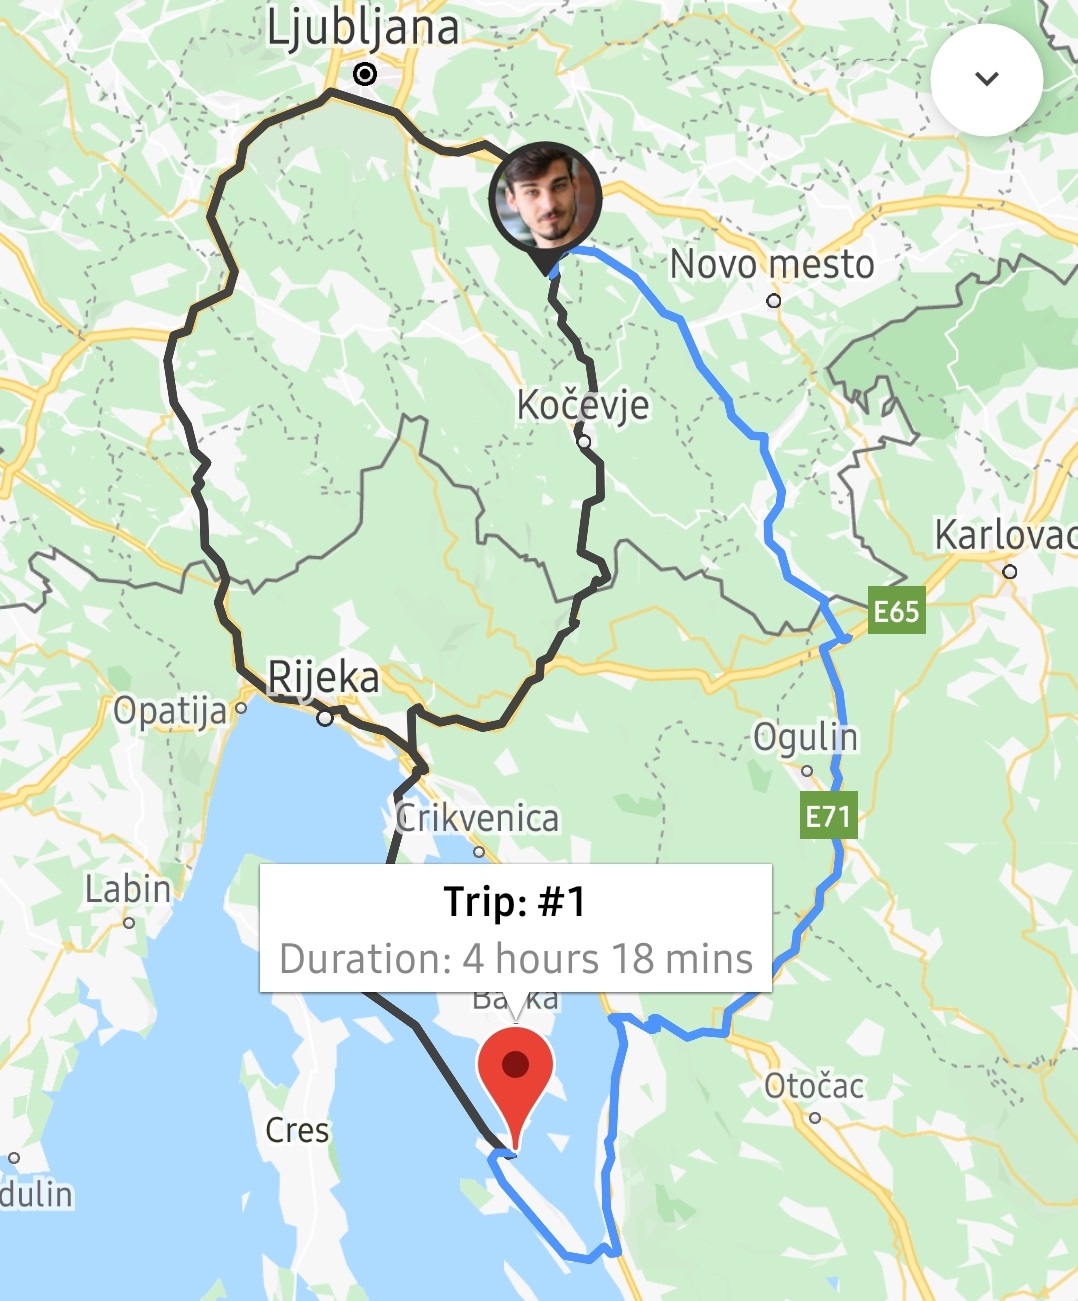 Ljubljana
Novo mesto
Kočevje
Karlovac
E65
Rijeka
Opatija
Ogulin
E71
Crikvenica
Labin
Trip: #1
Duration: 4 hours 18 mins
Otočac
Cres
dulin